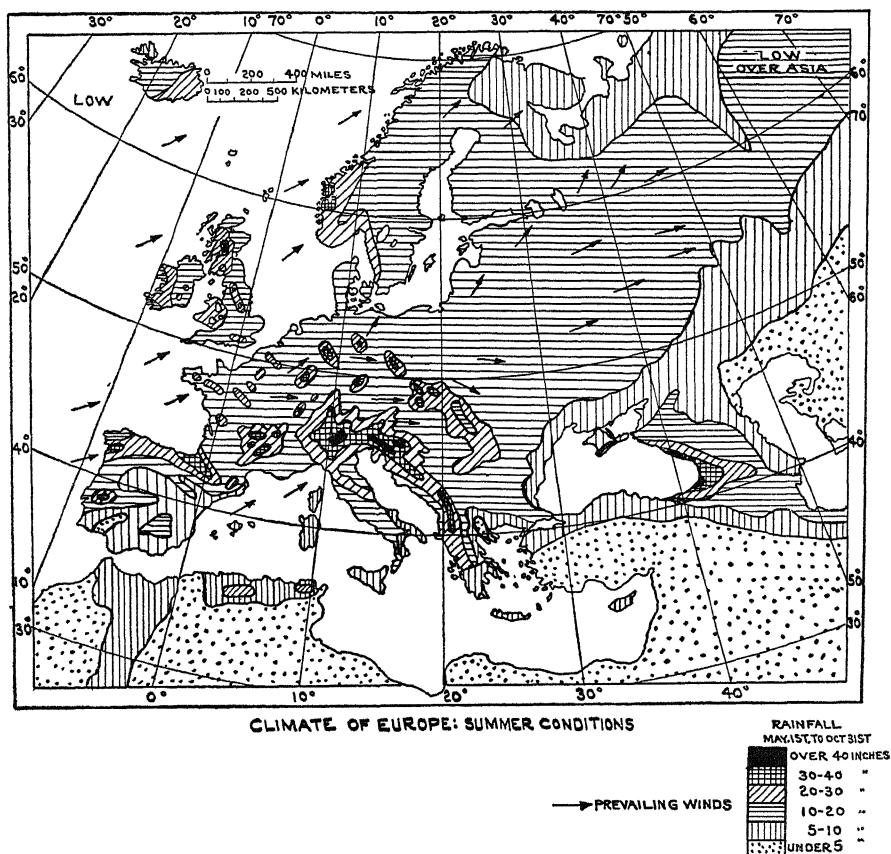 30° 20° 10° 70° 0° 10° 20° 30° 40° 70° 50° 60° 70°
LOW
OVER ASIA
0 200 400 MILES
0 100 200 500 KILOMETERS
LOW
60° 60°
30° 70°
50° 50°
20° 60°
40° 40°
10° 50°
30° 30°
0° 10° 20° 30° 40°
CLIMATE OF EUROPE: SUMMER CONDITIONS
RAINFALL
MAY.1ST.TO OCT 31ST
OVER 40 INCHES
30-40 "
20-30 "
PREVAILING WINDS
10-20 "
5-10 "
UNDER 5 "